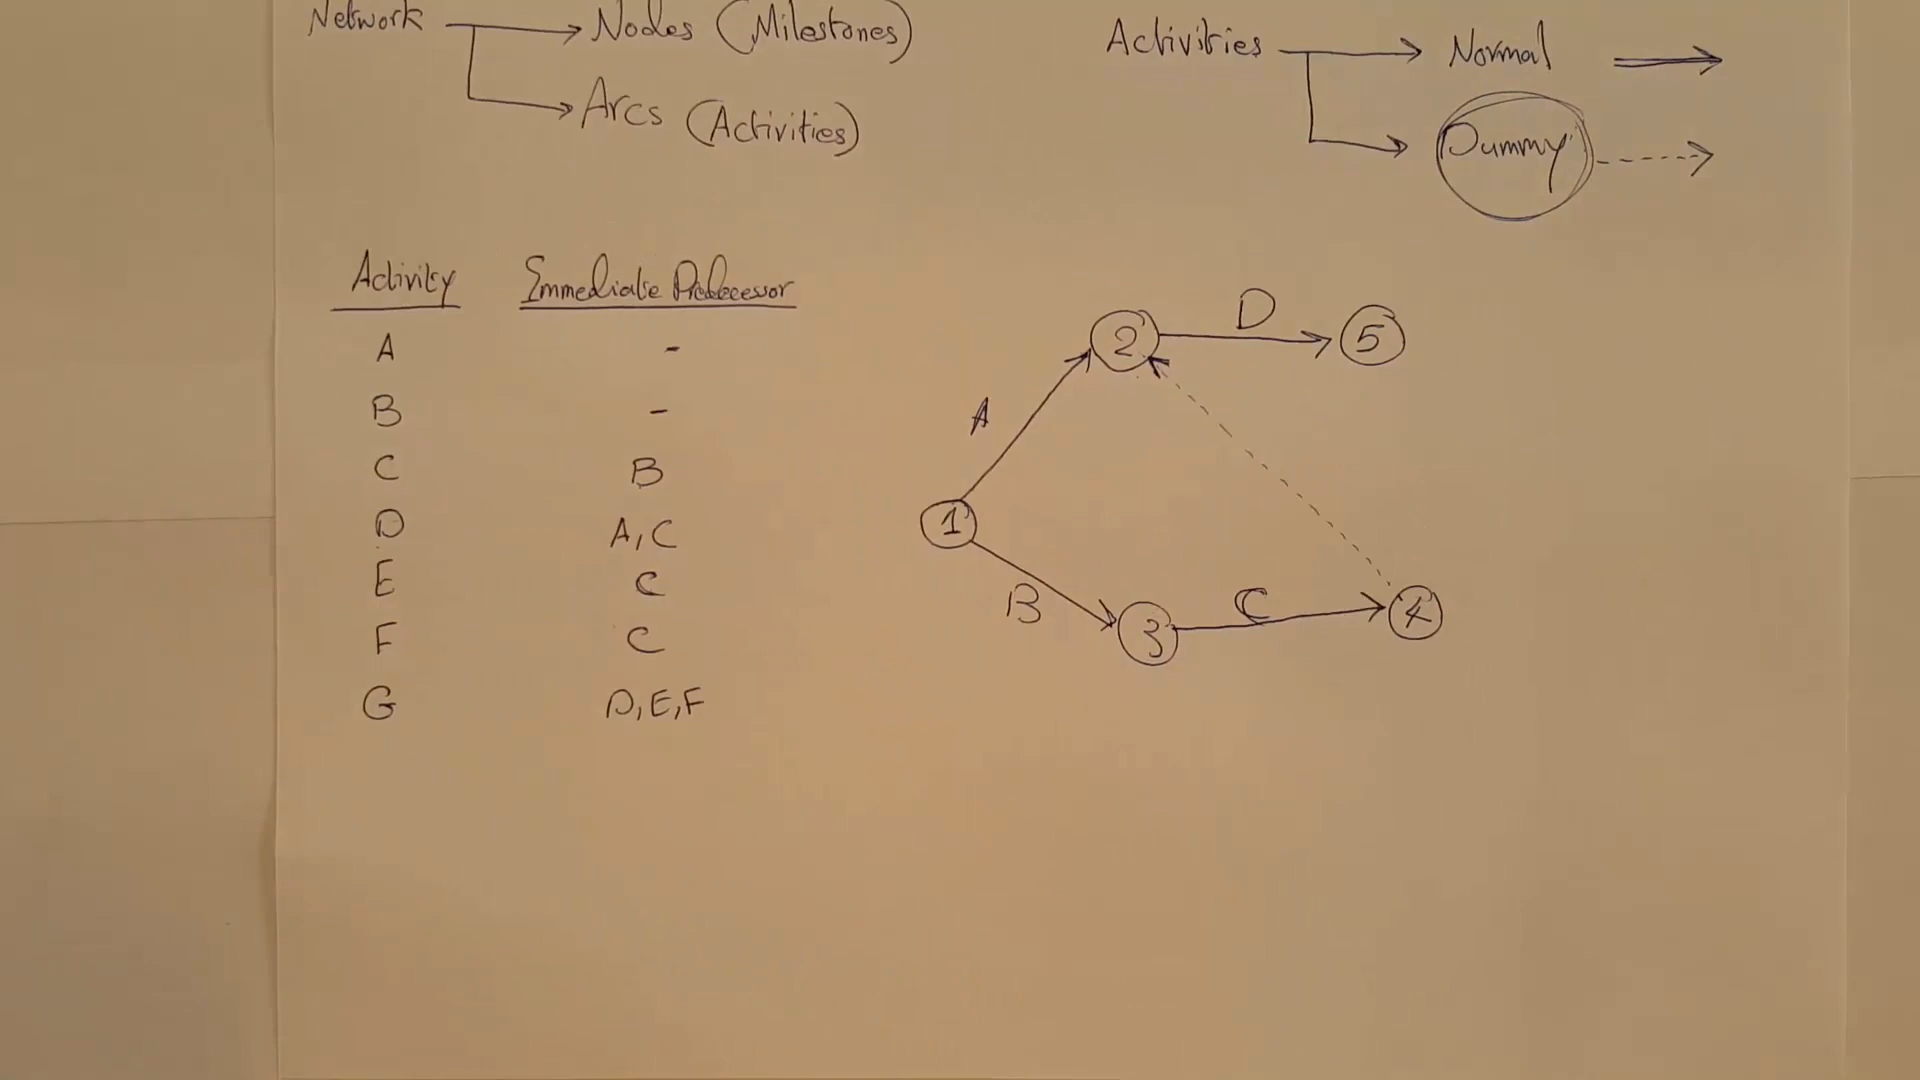 Network Nodes (Milestones)
Arcs (Activities)
Activities Normal
Dummy
Activity Immediate Predecessor
A -
B -
C B
D A, C
E C
F C
G D, E, F
2 D 5
A
1
B 3 C 4